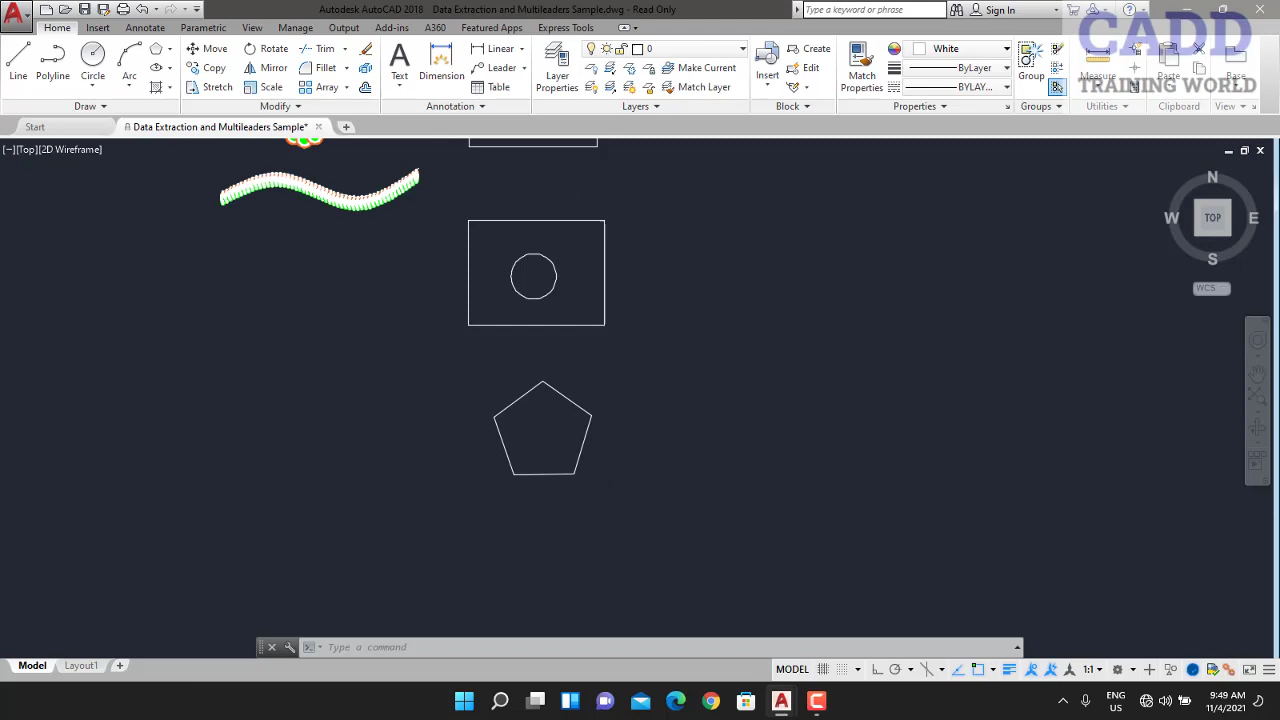 Autodesk AutoCAD 2018 Data Extraction and Multileaders Sample.dwg - Read Only
Type a keyword or phrase
Sign In
Home Insert Annotate Parametric View Manage Output Add-ins A360 Featured Apps Express Tools
CADD
TRAINING WORLD
Line Polyline Circle Arc
Move Rotate Trim
Copy Mirror Fillet
Stretch Scale Array
Text Dimension
Linear
Leader
Table
Layer
Properties
0
Make Current
Match Layer
Insert
Create
Edit
Match
Properties
White
ByLayer
BYLAY...
Group
Measure
Paste
Base
Draw Modify Annotation Layers Block Properties Groups Utilities Clipboard View
Start
Data Extraction and Multileaders Sample*
[−][Top][2D Wireframe]
N
W TOP E
S
WCS
Type a command
Model Layout1
MODEL
1:1
ENG
US
9:49 AM
11/4/2021